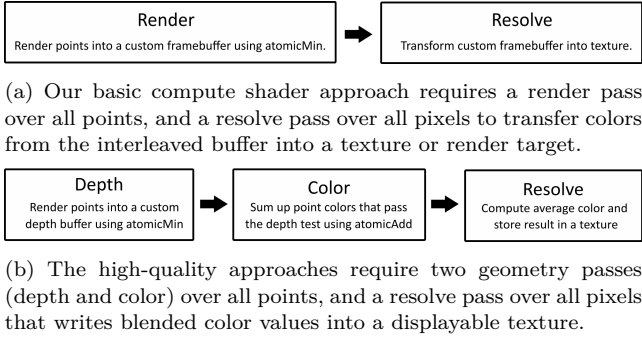 Render
Render points into a custom framebuffer using atomicMin.
Resolve
Transform custom framebuffer into texture.
(a) Our basic compute shader approach requires a render pass
over all points, and a resolve pass over all pixels to transfer colors
from the interleaved buffer into a texture or render target.
Depth
Render points into a custom
depth buffer using atomicMin
Color
Sum up point colors that pass
the depth test using atomicAdd
Resolve
Compute average color and
store result in a texture
(b) The high-quality approaches require two geometry passes
(depth and color) over all points, and a resolve pass over all pixels
that writes blended color values into a displayable texture.